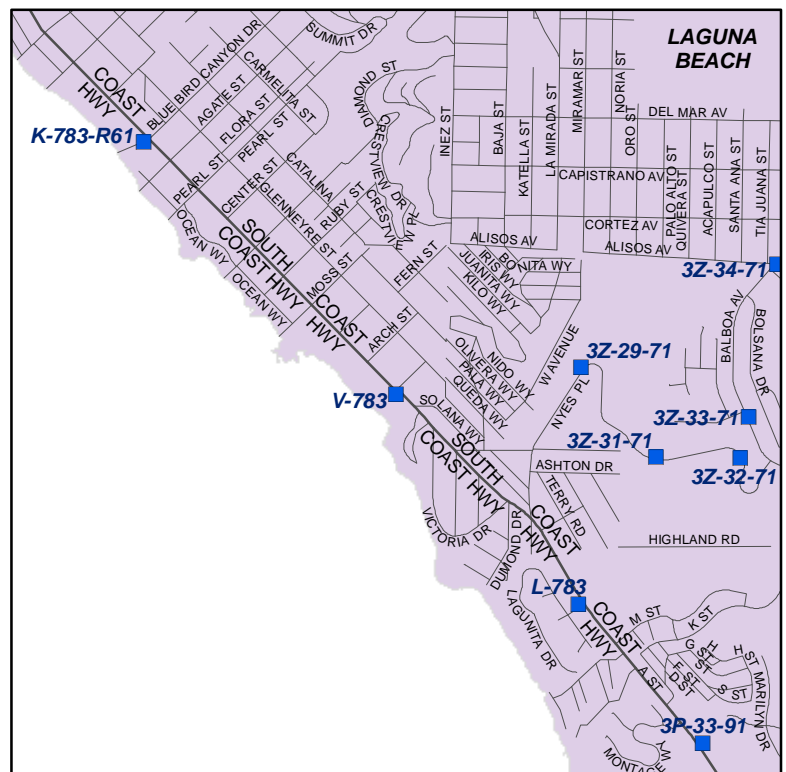 LAGUNA
BEACH
SUMMIT DR
COAST
HWY
BLUE BIRD CANYON DR
AGATE ST
CARMELITA ST
FLORA ST
PEARL ST
PEARL ST
K-783-R61
DIAMOND ST
CRESTVIEW DR
CRESTVIEW PL
INEZ ST
BAJA ST
KATELLA ST
LA MIRADA ST
MIRAMAR ST
NORIA ST
ORO ST
DEL MAR AV
PALO ALTO ST
QUIVERA ST
ACAPULCO ST
SANTA ANA ST
TIA JUANA ST
CAPISTRANO AV
CORTEZ AV
ALISOS AV
ALISOS AV
CENTER ST
CATALINA
GLENNEYRE ST
RUBY ST
OCEAN WY
OCEAN WY
SOUTH
COAST HWY
COAST
HWY
MOSS ST
FERN ST
ARCH ST
BONITA WY
IRIS WY
JUANITA WY
KILO WY
3Z-34-71
BALBOA AV
BOLSANA DR
W AVENUE
NYES PL
3Z-29-71
NIDO WY
OLIVERA WY
PALA WY
QUEDA WY
V-783
SOLANA WY
SOUTH
COAST HWY
3Z-33-71
3Z-31-71
3Z-32-71
ASHTON DR
TERRY RD
HIGHLAND RD
VICTORIA DR
DUMOND DR
COAST
HWY
L-783
LAGUNITA DR
COAST
HWY
M ST
K ST
G ST
H ST
H ST
F ST
D ST
S ST
A ST
MARILYN DR
3P-33-91
WY
MONTAGE